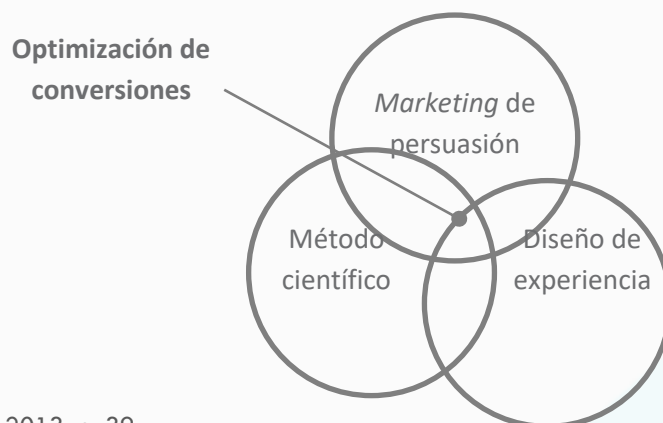 Optimización de
conversiones
Marketing de
persuasión
Método
científico
Diseño de
experiencia